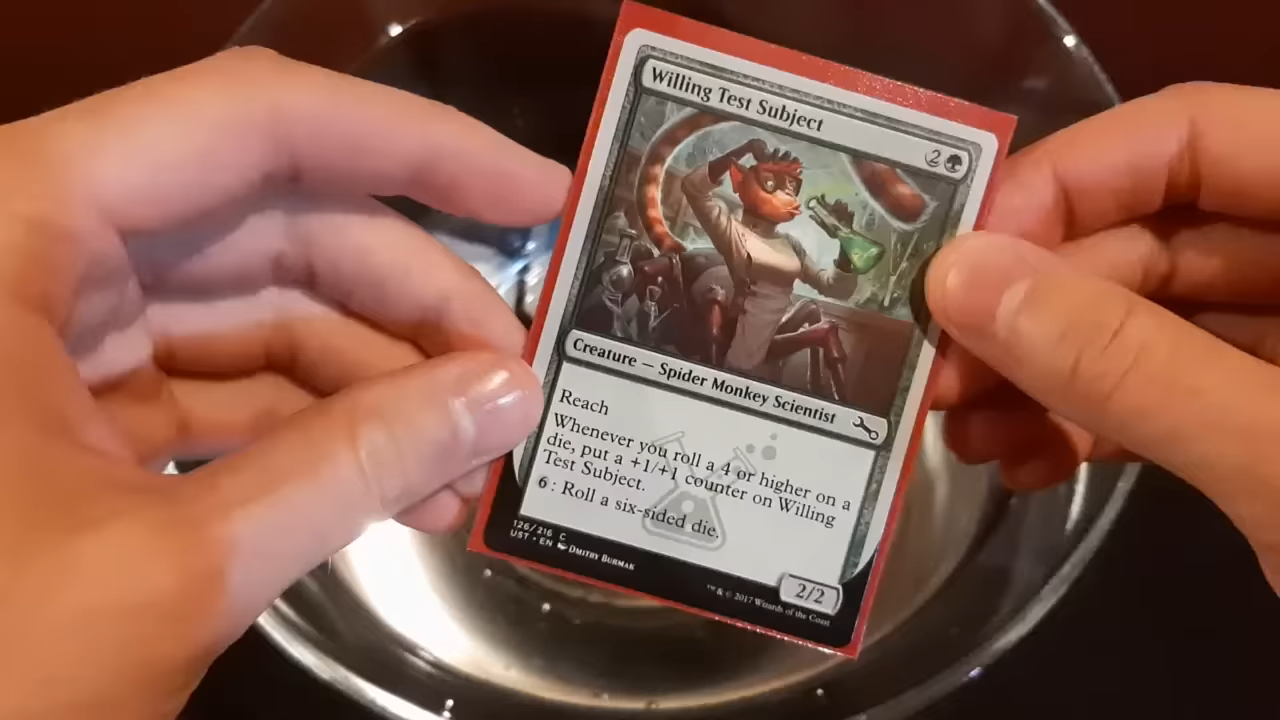 Willing Test Subject
2
Creature — Spider Monkey Scientist
Reach
Whenever you roll a 4 or higher on a
die, put a +1/+1 counter on Willing
Test Subject.
6: Roll a six-sided die.
126/216 C
UST • EN Dmitry Burmak
2/2
™ & © 2017 Wizards of the Coast